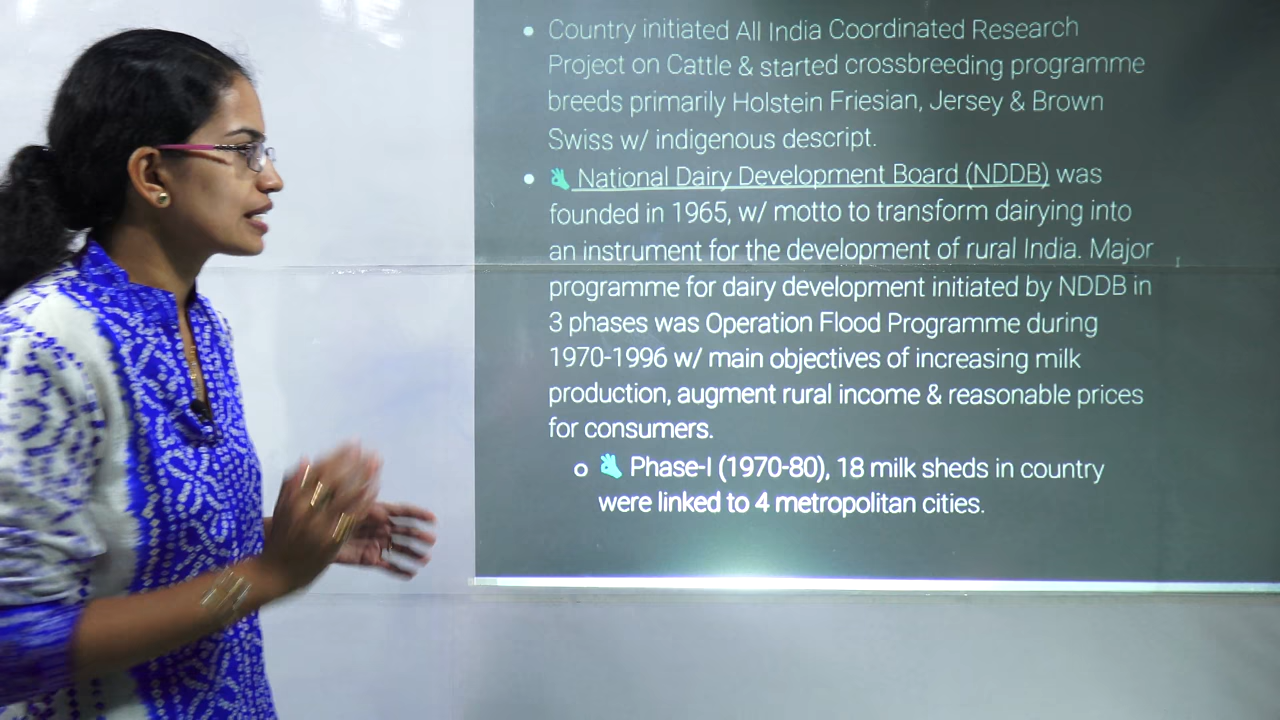 Country initiated All India Coordinated Research
Project on Cattle & started crossbreeding programme
breeds primarily Holstein Friesian, Jersey & Brown
Swiss w/ indigenous descript.
National Dairy Development Board (NDDB) was
founded in 1965, w/ motto to transform dairying into
an instrument for the development of rural India. Major
programme for dairy development initiated by NDDB in
3 phases was Operation Flood Programme during
1970-1996 w/ main objectives of increasing milk
production, augment rural income & reasonable prices
for consumers.
Phase-I (1970-80), 18 milk sheds in country
were linked to 4 metropolitan cities.